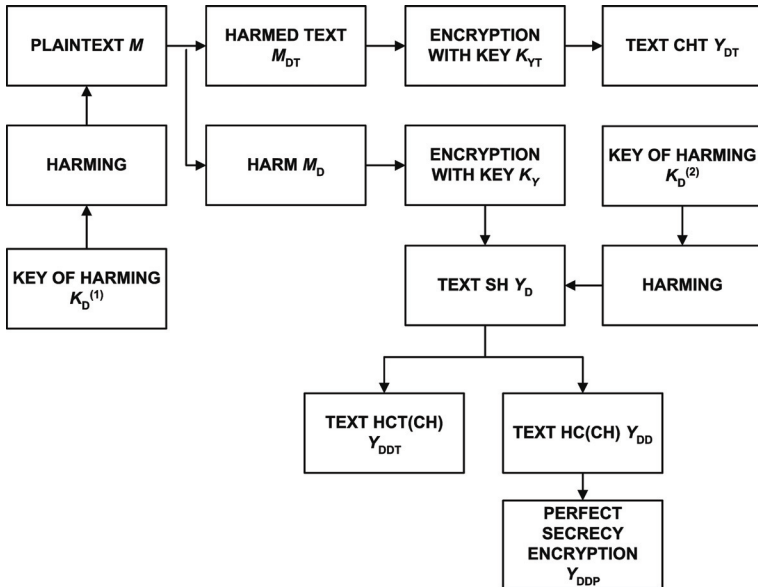 PLAINTEXT M
HARMED TEXT
M_DT
ENCRYPTION
WITH KEY K_YT
TEXT CHT Y_DT
HARMING
HARM M_D
ENCRYPTION
WITH KEY K_Y
KEY OF HARMING
K_D^(2)
KEY OF HARMING
K_D^(1)
TEXT SH Y_D
HARMING
TEXT HCT(CH)
Y_DDT
TEXT HC(CH) Y_DD
PERFECT
SECRECY
ENCRYPTION
Y_DDP